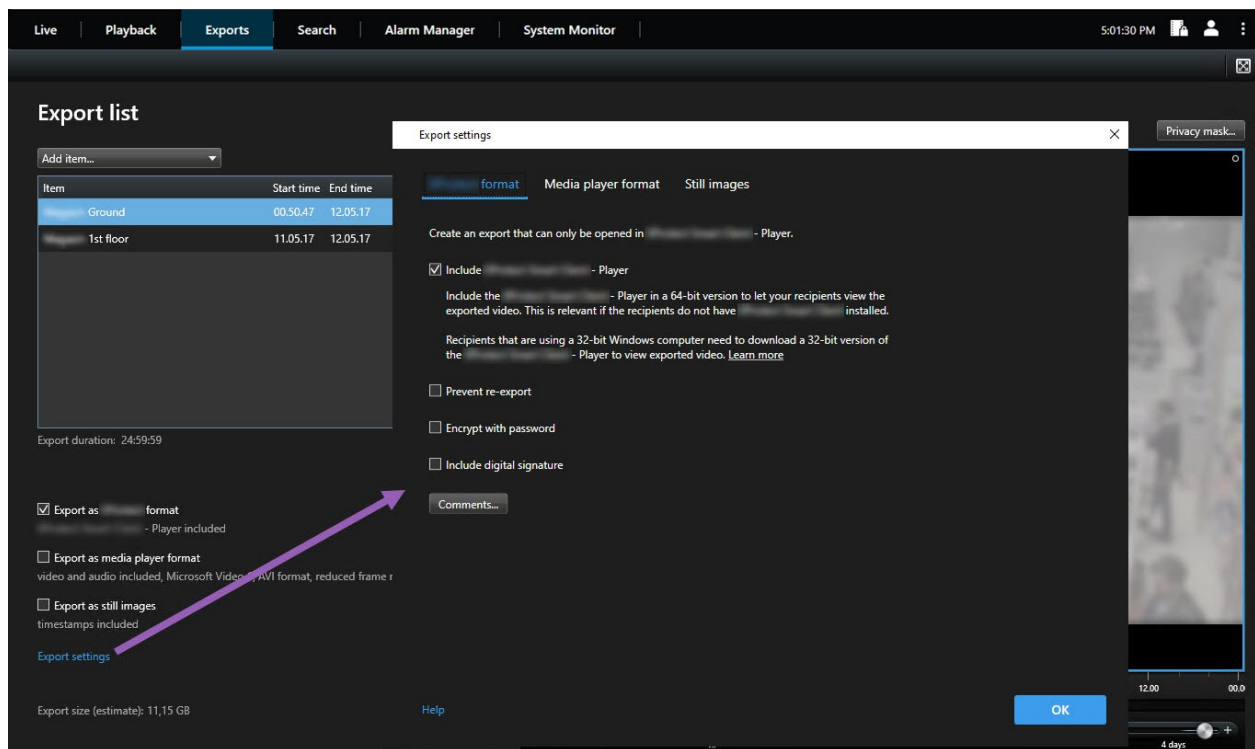 Live Playback Exports Search Alarm Manager System Monitor 5:01:30 PM
Export list
Privacy mask...
Add item...
Item Start time End time
Ground 00.50.47 12.05.17
1st floor 11.05.17 12.05.17
Export duration: 24:59:59
Export as format
- Player included
Export as media player format
video and audio included, Microsoft Video AVI format, reduced frame
Export as still images
timestamps included
Export settings
Export size (estimate): 11,15 GB
Export settings
format Media player format Still images
Create an export that can only be opened in - Player.
Include - Player
Include the - Player in a 64-bit version to let your recipients view the
exported video. This is relevant if the recipients do not have installed.
Recipients that are using a 32-bit Windows computer need to download a 32-bit version of
the - Player to view exported video. Learn more
Prevent re-export
Encrypt with password
Include digital signature
Comments...
Help
OK
12.00 00.0
4 days